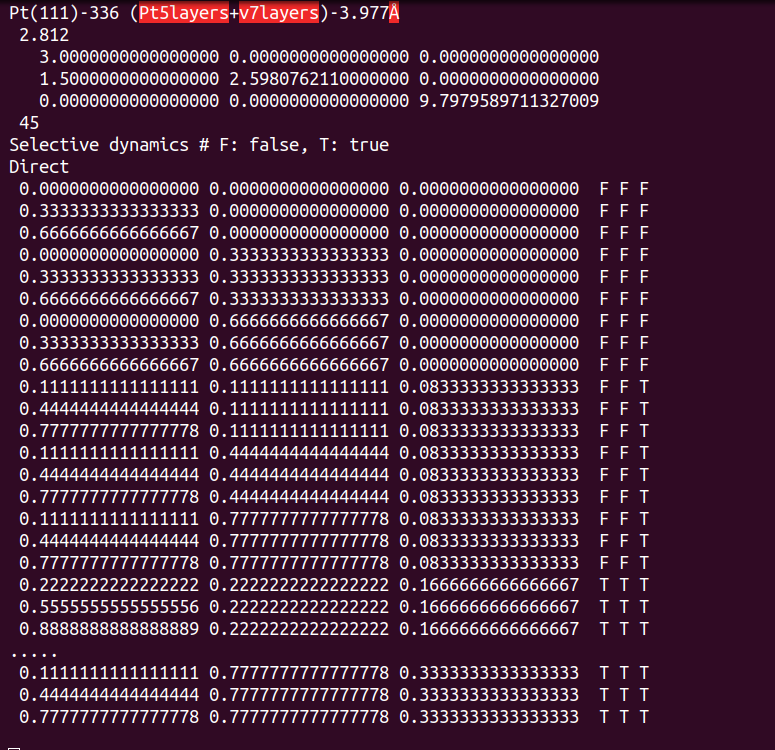 Pt(111)-336 (Pt5layers+v7layers)-3.977Å
2.812
3.0000000000000000 0.0000000000000000 0.0000000000000000
1.5000000000000000 2.5980762110000000 0.0000000000000000
0.0000000000000000 0.0000000000000000 9.7979589711327009
45
Selective dynamics # F: false, T: true
Direct
0.0000000000000000 0.0000000000000000 0.0000000000000000 F F F
0.3333333333333333 0.0000000000000000 0.0000000000000000 F F F
0.6666666666666667 0.0000000000000000 0.0000000000000000 F F F
0.0000000000000000 0.3333333333333333 0.0000000000000000 F F F
0.3333333333333333 0.3333333333333333 0.0000000000000000 F F F
0.6666666666666667 0.3333333333333333 0.0000000000000000 F F F
0.0000000000000000 0.6666666666666667 0.0000000000000000 F F F
0.3333333333333333 0.6666666666666667 0.0000000000000000 F F F
0.6666666666666667 0.6666666666666667 0.0000000000000000 F F F
0.1111111111111111 0.1111111111111111 0.0833333333333333 F F T
0.4444444444444444 0.1111111111111111 0.0833333333333333 F F T
0.7777777777777778 0.1111111111111111 0.0833333333333333 F F T
0.1111111111111111 0.4444444444444444 0.0833333333333333 F F T
0.4444444444444444 0.4444444444444444 0.0833333333333333 F F T
0.7777777777777778 0.4444444444444444 0.0833333333333333 F F T
0.1111111111111111 0.7777777777777778 0.0833333333333333 F F T
0.4444444444444444 0.7777777777777778 0.0833333333333333 F F T
0.7777777777777778 0.7777777777777778 0.0833333333333333 F F T
0.2222222222222222 0.2222222222222222 0.1666666666666667 T T T
0.5555555555555556 0.2222222222222222 0.1666666666666667 T T T
0.8888888888888889 0.2222222222222222 0.1666666666666667 T T T
.....
0.1111111111111111 0.7777777777777778 0.3333333333333333 T T T
0.4444444444444444 0.7777777777777778 0.3333333333333333 T T T
0.7777777777777778 0.7777777777777778 0.3333333333333333 T T T